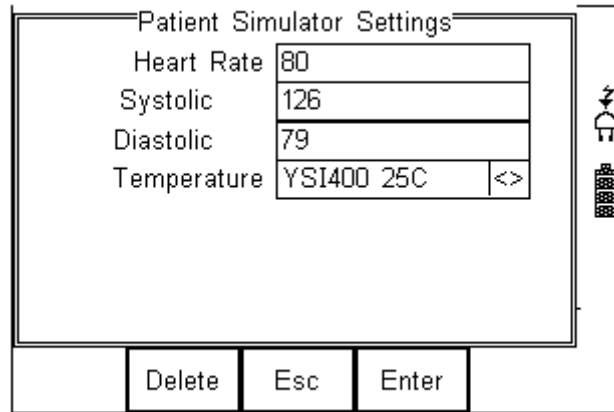 Patient Simulator Settings
Heart Rate 80
Systolic 126
Diastolic 79
Temperature YSI400 25C <>
Delete Esc Enter